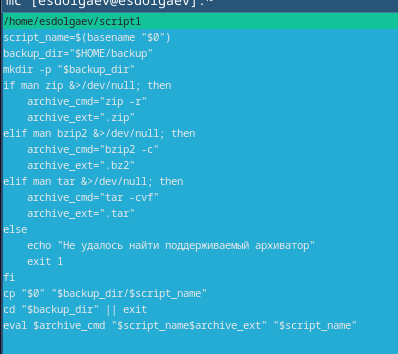 mc [esdolgaev@esdolgaev]:~
/home/esdolgaev/script1
script_name=$(basename "$0")
backup_dir="$HOME/backup"
mkdir -p "$backup_dir"
if man zip &>/dev/null; then
    archive_cmd="zip -r"
    archive_ext=".zip"
elif man bzip2 &>/dev/null; then
    archive_cmd="bzip2 -c"
    archive_ext=".bz2"
elif man tar &>/dev/null; then
    archive_cmd="tar -cvf"
    archive_ext=".tar"
else
    echo "Не удалось найти поддерживаемый архиватор"
    exit 1
fi
cp "$0" "$backup_dir/$script_name"
cd "$backup_dir" || exit
eval $archive_cmd "$script_name$archive_ext" "$script_name"